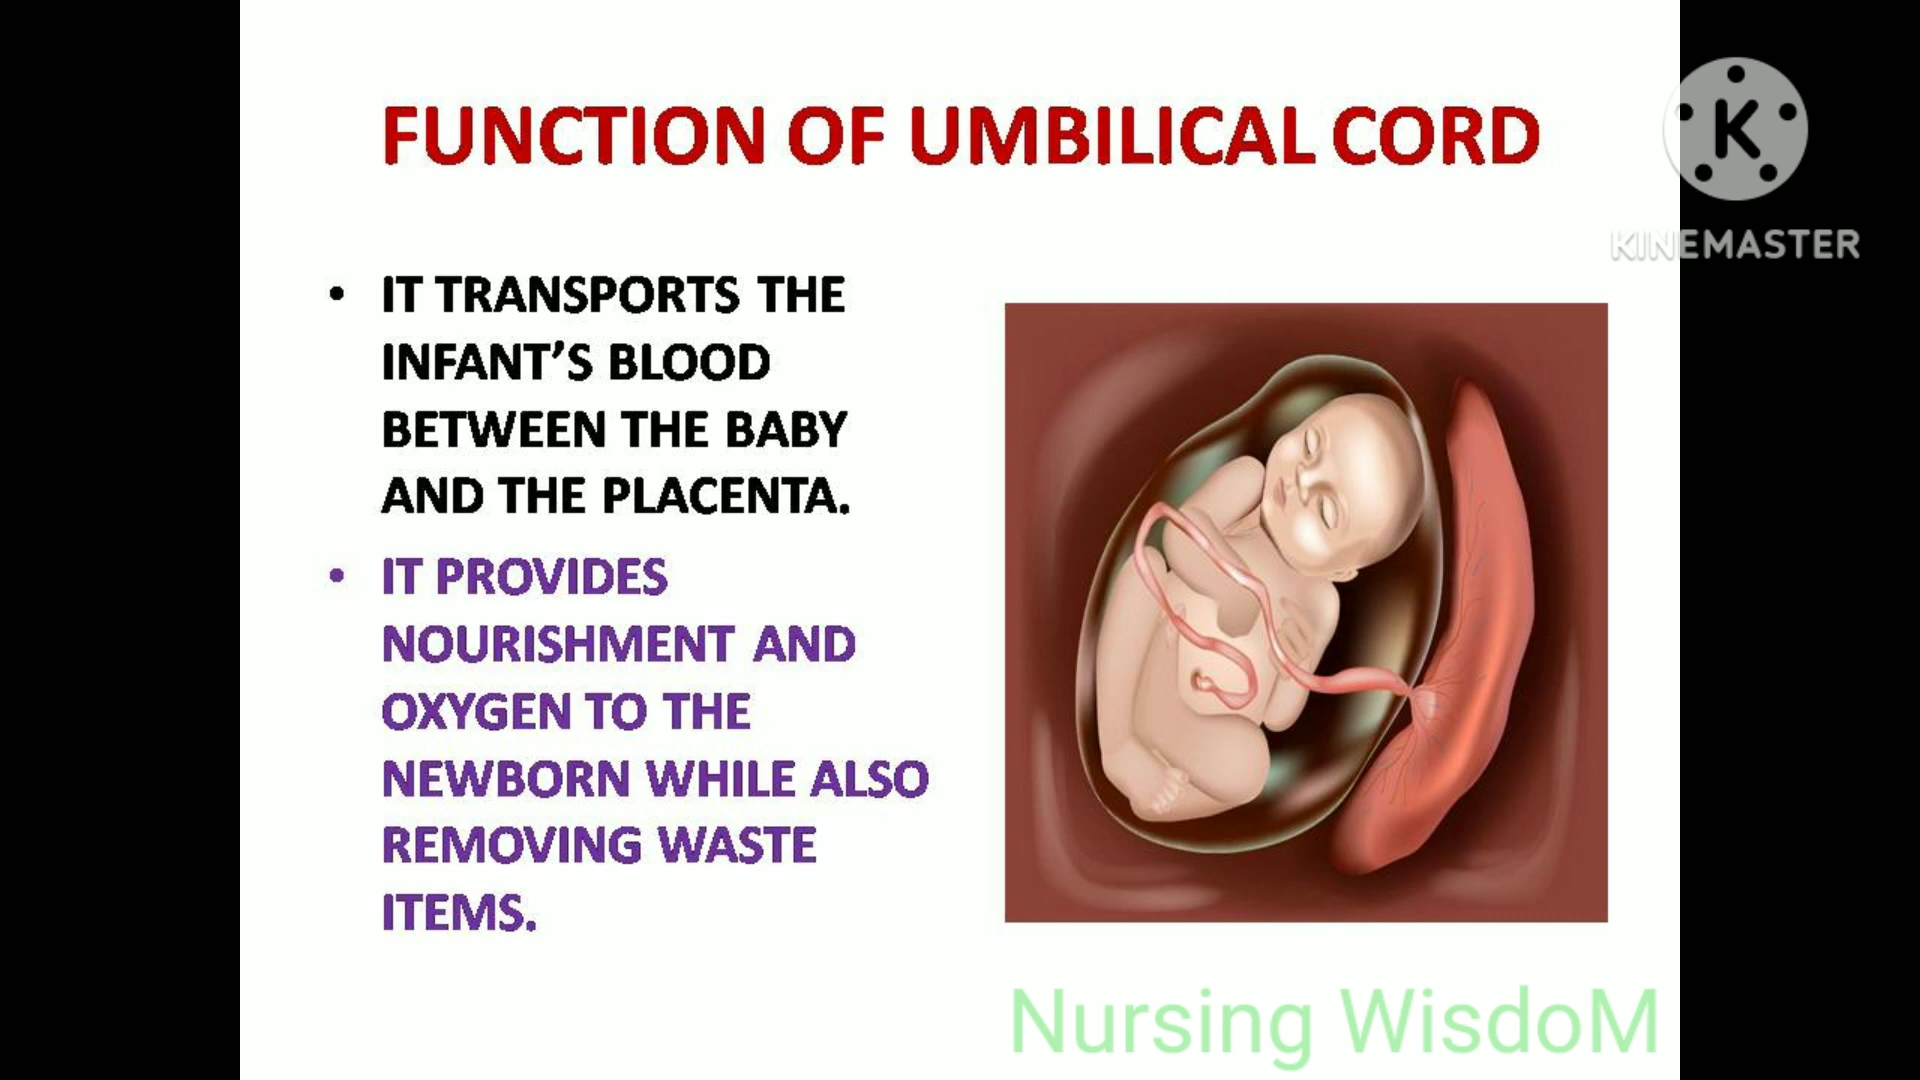 FUNCTION OF UMBILICAL CORD
• IT TRANSPORTS THE
INFANT’S BLOOD
BETWEEN THE BABY
AND THE PLACENTA.
• IT PROVIDES
NOURISHMENT AND
OXYGEN TO THE
NEWBORN WHILE ALSO
REMOVING WASTE
ITEMS.
K
KINEMASTER
Nursing WisdoM